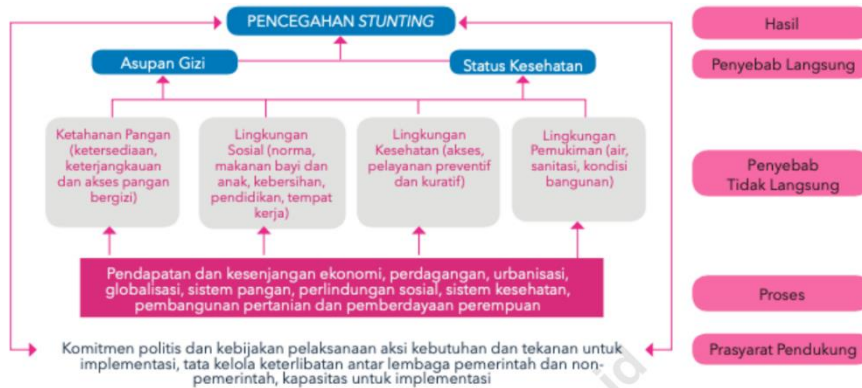 PENCEGAHAN STUNTING
Hasil
Asupan Gizi
Status Kesehatan
Penyebab Langsung
Ketahanan Pangan
(ketersediaan,
keterjangkauan
dan akses pangan
bergizi)
Lingkungan
Sosial (norma,
makanan bayi dan
anak, kebersihan,
pendidikan, tempat
kerja)
Lingkungan
Kesehatan (akses,
pelayanan preventif
dan kuratif)
Lingkungan
Pemukiman (air,
sanitasi, kondisi
bangunan)
Penyebab
Tidak Langsung
Pendapatan dan kesenjangan ekonomi, perdagangan, urbanisasi,
globalisasi, sistem pangan, perlindungan sosial, sistem kesehatan,
pembangunan pertanian dan pemberdayaan perempuan
Proses
Komitmen politis dan kebijakan pelaksanaan aksi kebutuhan dan tekanan untuk
implementasi, tata kelola keterlibatan antar lembaga pemerintah dan non-
pemerintah, kapasitas untuk implementasi
Prasyarat Pendukung